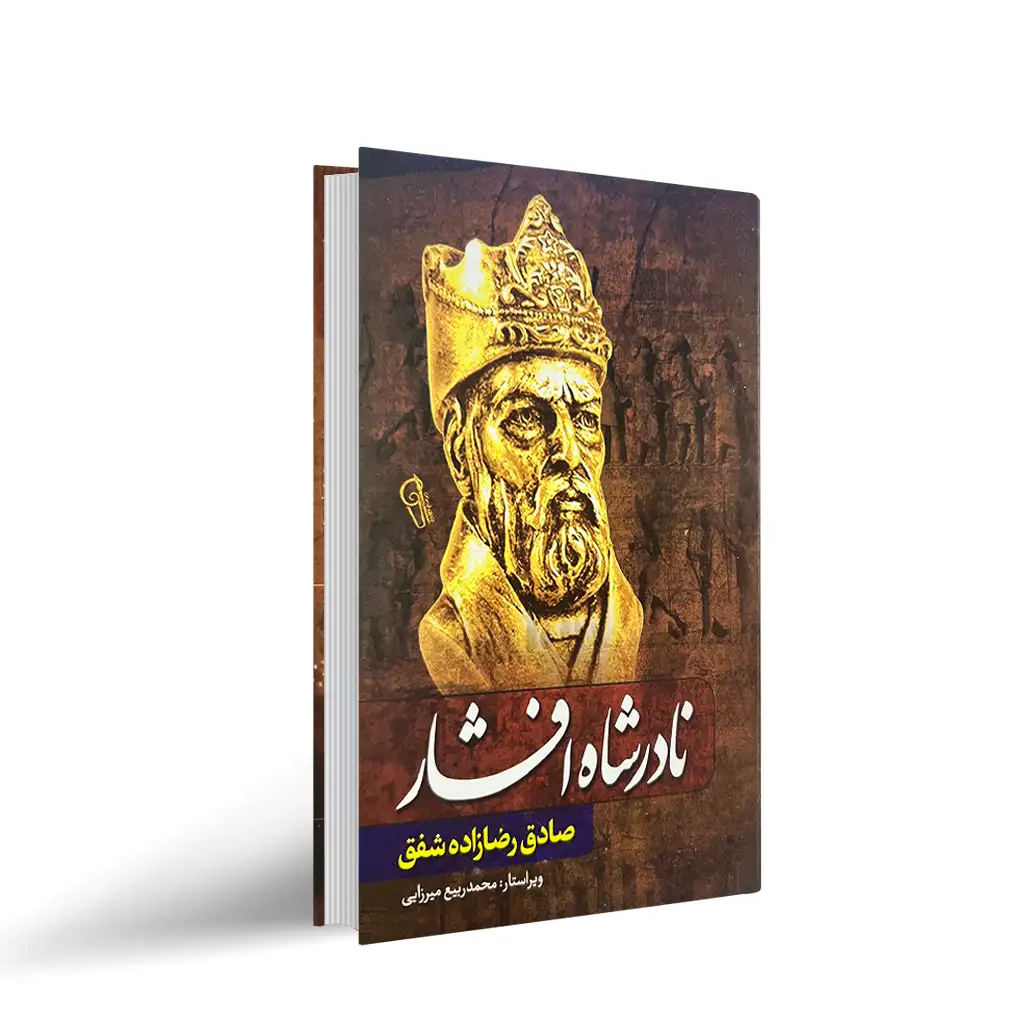 نادرشاه افشار
صادق رضازاده شفق
ویراستار: محمدربیع میرزایی